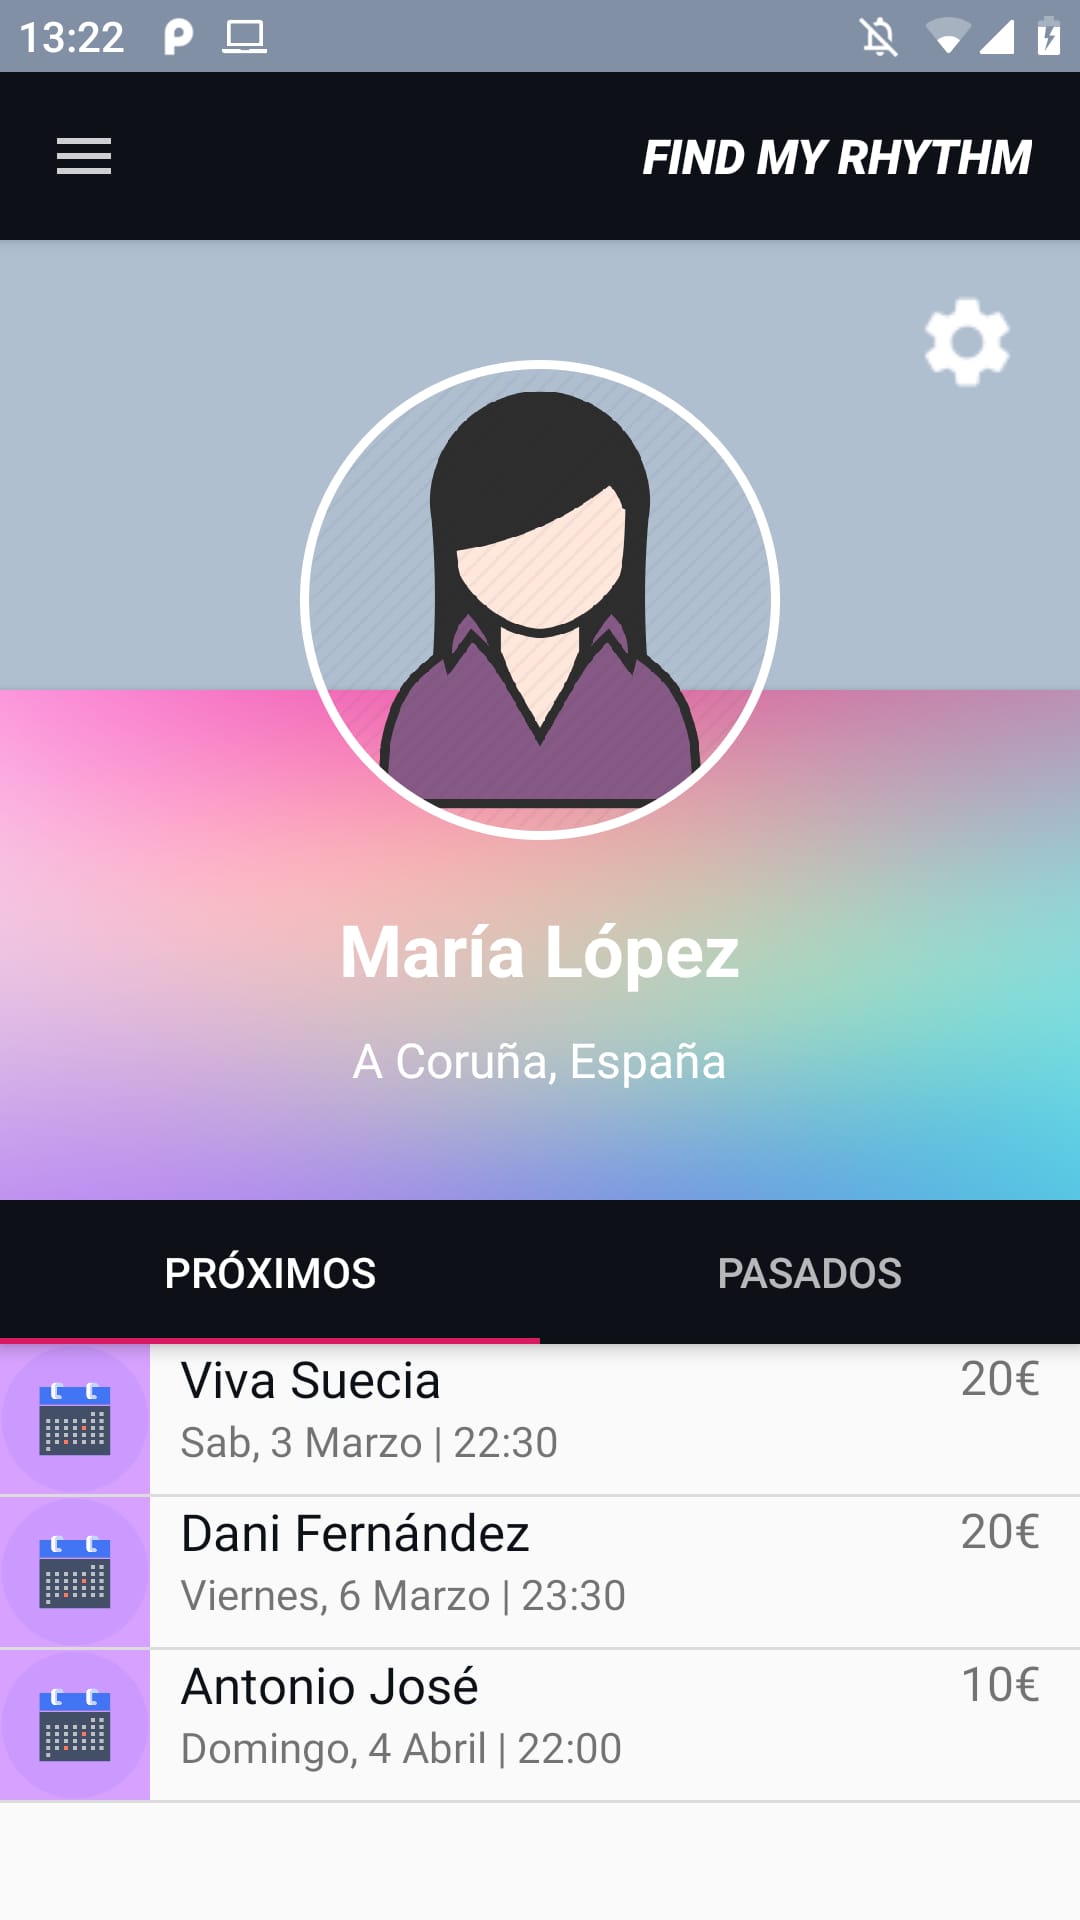 13:22
FIND MY RHYTHM
María López
A Coruña, España
PRÓXIMOS
PASADOS
Viva Suecia
20€
Sab, 3 Marzo | 22:30
Dani Fernández
20€
Viernes, 6 Marzo | 23:30
Antonio José
10€
Domingo, 4 Abril | 22:00